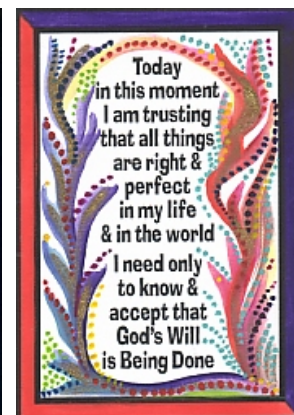 Today
in this moment
I am trusting
that all things
are right &
perfect
in my life
& in the world
I need only
to know &
accept that
God's Will
is Being Done